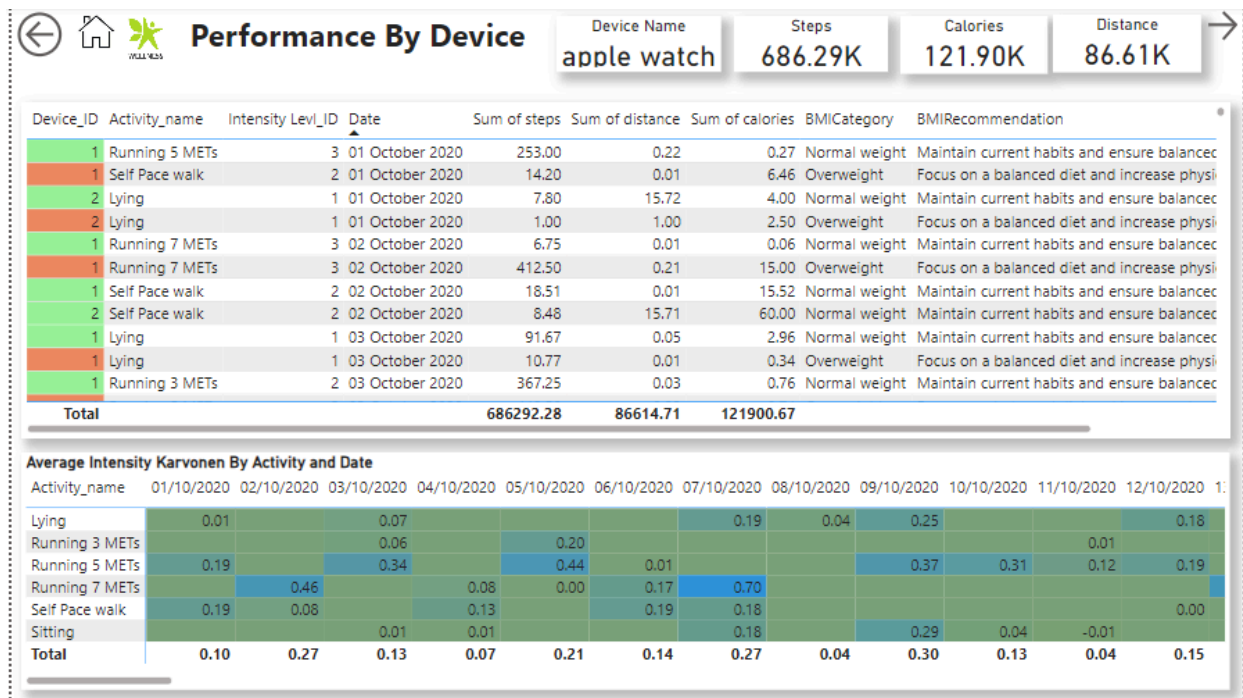 Performance By Device
WELLNESS
Device Name
apple watch
Steps
686.29K
Calories
121.90K
Distance
86.61K
Device_ID Activity_name Intensity Levl_ID Date Sum of steps Sum of distance Sum of calories BMICategory BMIRecommendation
1 Running 5 METs 3 01 October 2020 253.00 0.22 0.27 Normal weight Maintain current habits and ensure balanced
1 Self Pace walk 2 01 October 2020 14.20 0.01 6.46 Overweight Focus on a balanced diet and increase physi
2 Lying 1 01 October 2020 7.80 15.72 4.00 Normal weight Maintain current habits and ensure balanced
2 Lying 1 01 October 2020 1.00 1.00 2.50 Overweight Focus on a balanced diet and increase physi
1 Running 7 METs 3 02 October 2020 6.75 0.01 0.06 Normal weight Maintain current habits and ensure balanced
1 Running 7 METs 3 02 October 2020 412.50 0.21 15.00 Overweight Focus on a balanced diet and increase physi
1 Self Pace walk 2 02 October 2020 18.51 0.01 15.52 Normal weight Maintain current habits and ensure balanced
2 Self Pace walk 2 02 October 2020 8.48 15.71 60.00 Normal weight Maintain current habits and ensure balanced
1 Lying 1 03 October 2020 91.67 0.05 2.96 Normal weight Maintain current habits and ensure balanced
1 Lying 1 03 October 2020 10.77 0.01 0.34 Overweight Focus on a balanced diet and increase physi
1 Running 3 METs 2 03 October 2020 367.25 0.03 0.76 Normal weight Maintain current habits and ensure balanced
Total 686292.28 86614.71 121900.67
Average Intensity Karvonen By Activity and Date
Activity_name 01/10/2020 02/10/2020 03/10/2020 04/10/2020 05/10/2020 06/10/2020 07/10/2020 08/10/2020 09/10/2020 10/10/2020 11/10/2020 12/10/2020
Lying 0.01 0.07 0.19 0.04 0.25 0.18
Running 3 METs 0.06 0.20 0.01
Running 5 METs 0.19 0.34 0.44 0.01 0.37 0.31 0.12 0.19
Running 7 METs 0.46 0.08 0.00 0.17 0.70
Self Pace walk 0.19 0.08 0.13 0.19 0.18 0.00
Sitting 0.01 0.01 0.18 0.29 0.04 -0.01
Total 0.10 0.27 0.13 0.07 0.21 0.14 0.27 0.04 0.30 0.13 0.04 0.15